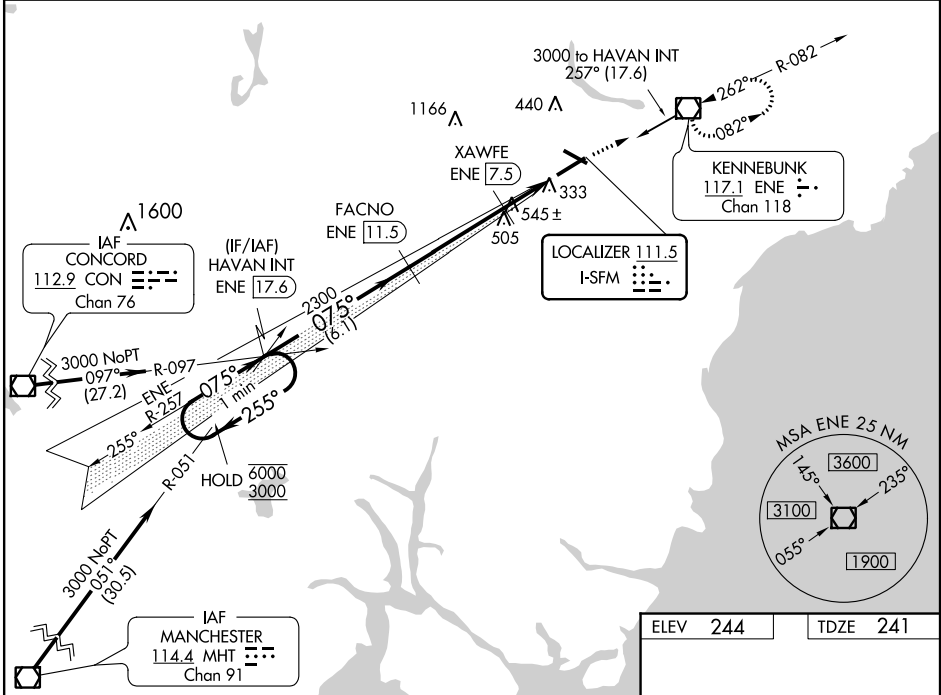 3000 to HAVAN INT
257° (17.6)
R-082
262°
082°
1166
440
XAWFE
ENE 7.5
KENNEBUNK
117.1 ENE
Chan 118
333
545 ±
505
FACNO
ENE 11.5
LOCALIZER 111.5
I-SFM
1600
IAF
CONCORD
112.9 CON
Chan 76
(IF/IAF)
HAVAN INT
ENE 17.6
2300
075°
(6.1)
3000 NoPT
097°
(27.2)
R-097
ENE
R-257
255°
075°
1 min
255°
HOLD 6000
3000
R-051
3000 NoPT
051°
(30.5)
IAF
MANCHESTER
114.4 MHT
Chan 91
MSA ENE 25 NM
145°
3600
235°
3100
055°
1900
ELEV 244
TDZE 241